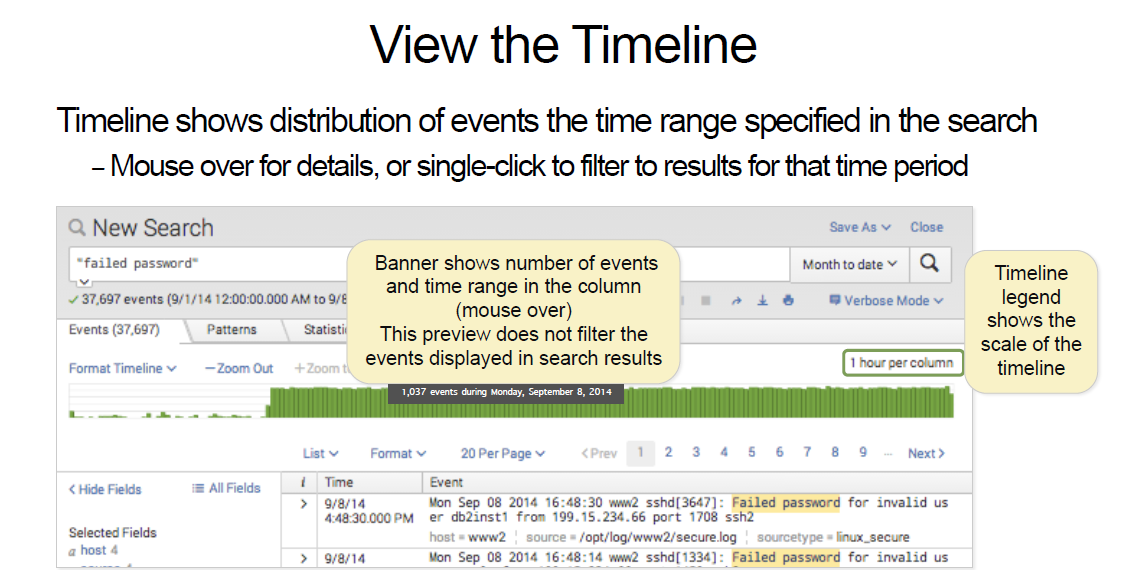 View the Timeline
Timeline shows distribution of events the time range specified in the search
– Mouse over for details, or single-click to filter to results for that time period
New Search
Save As
Close
"failed password"
Month to date
37,697 events (9/1/14 12:00:00.000 AM to 9/8
Verbose Mode
Banner shows number of events
and time range in the column
(mouse over)
This preview does not filter the
events displayed in search results
Timeline
legend
shows the
scale of the
timeline
Events (37,697)
Patterns
Statisti
Format Timeline
— Zoom Out
+ Zoom t
1 hour per column
1,037 events during Monday, September 8, 2014
List
Format
20 Per Page
< Prev 1 2 3 4 5 6 7 8 9 ... Next >
< Hide Fields
All Fields
i Time Event
Selected Fields
a host 4
> 9/8/14
4:48:30.000 PM
Mon Sep 08 2014 16:48:30 www2 sshd[3647]: Failed password for invalid us
er db2inst1 from 199.15.234.66 port 1708 ssh2
host = www2 | source = /opt/log/www2/secure.log | sourcetype = linux_secure
> 9/8/14
Mon Sep 08 2014 16:48:14 www2 sshd[1334]: Failed password for invalid us